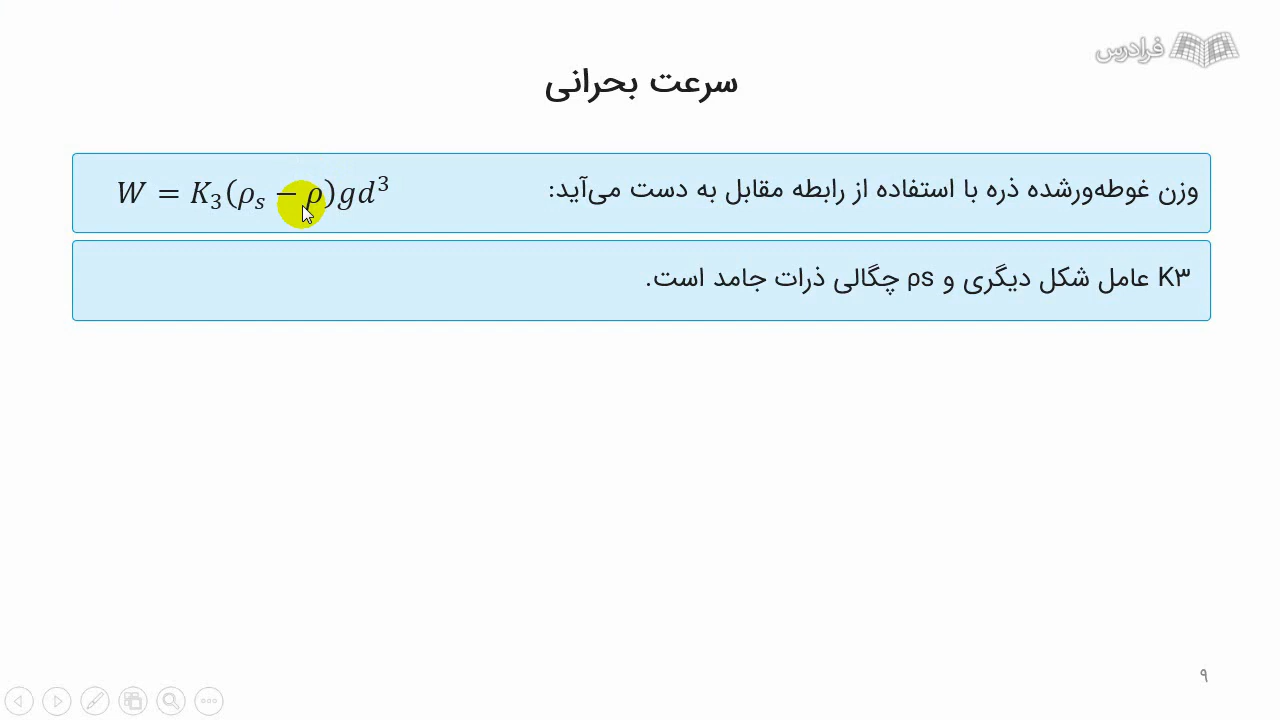 فرادرس
سرعت بحرانی
وزن غوطه‌ورشده ذره با استفاده از رابطه مقابل به دست می‌آید:
W = K₃(ρₛ − ρ)gd³
K۳ عامل شکل دیگری و ρs چگالی ذرات جامد است.
۹